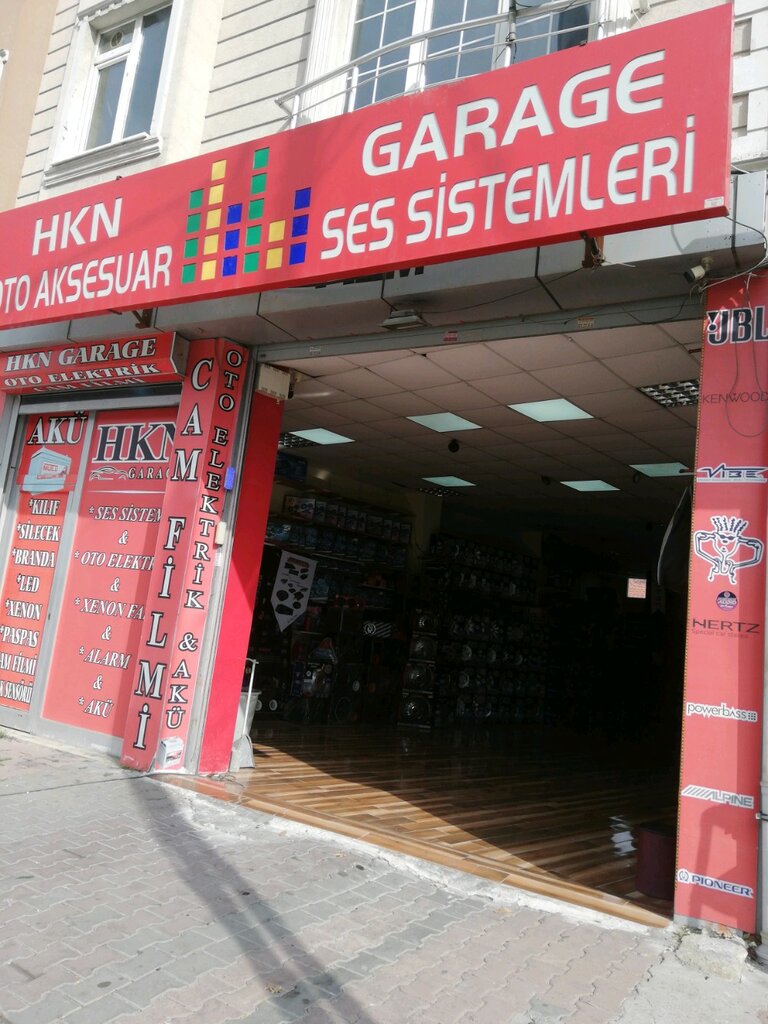 HKN
OTO AKSESUAR
GARAGE
SES SİSTEMLERİ
HKN GARAGE
OTO ELEKTRİK
CAM FİLMİ
OTO ELEKTRİK & AKÜ
AKÜ
*KILIF
*SİLECEK
*BRANDA
*LED
*XENON
*PASPAS
HKN
GARAG
*SES SİSTEM
&
*OTO ELEKTR
&
*XENON FA
&
*ALARM
&
*AKÜ
JBL
KENWOOD
VIBE
HERTZ
powerbass
ALPINE
PIONEER